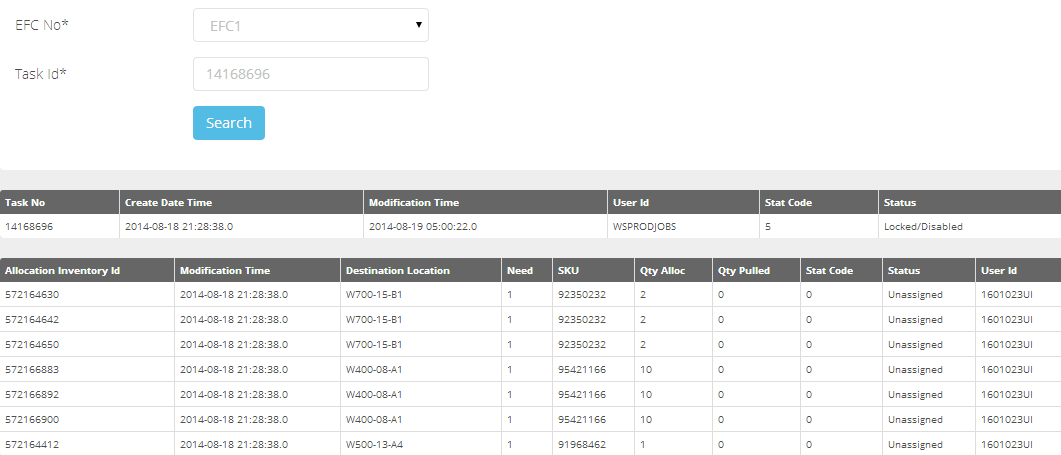 EFC No*
EFC1
Task Id*
14168696
Search
Task No Create Date Time Modification Time User Id Stat Code Status
14168696 2014-08-18 21:28:38.0 2014-08-19 05:00:22.0 WSPRODJOBS 5 Locked/Disabled
Allocation Inventory Id Modification Time Destination Location Need SKU Qty Alloc Qty Pulled Stat Code Status User Id
572164630 2014-08-18 21:28:38.0 W700-15-B1 1 92350232 2 0 0 Unassigned 1601023UI
572164642 2014-08-18 21:28:38.0 W700-15-B1 1 92350232 2 0 0 Unassigned 1601023UI
572164650 2014-08-18 21:28:38.0 W700-15-B1 1 92350232 2 0 0 Unassigned 1601023UI
572166883 2014-08-18 21:28:38.0 W400-08-A1 1 95421166 10 0 0 Unassigned 1601023UI
572166892 2014-08-18 21:28:38.0 W400-08-A1 1 95421166 10 0 0 Unassigned 1601023UI
572166900 2014-08-18 21:28:38.0 W400-08-A1 1 95421166 10 0 0 Unassigned 1601023UI
572164412 2014-08-18 21:28:38.0 W500-13-A4 1 91968462 1 0 0 Unassigned 1601023UI